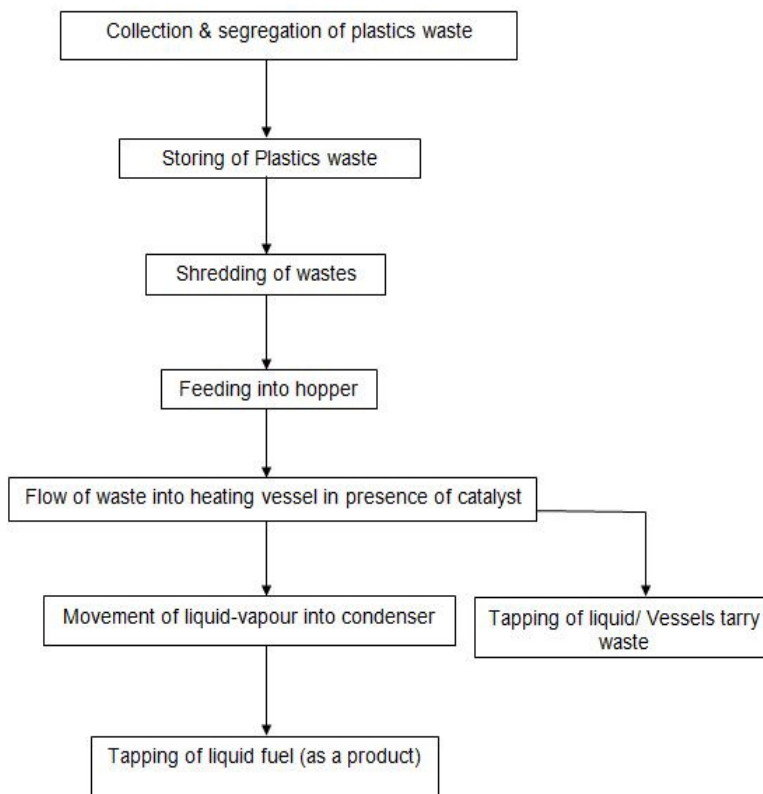 Collection & segregation of plastics waste
Storing of Plastics waste
Shredding of wastes
Feeding into hopper
Flow of waste into heating vessel in presence of catalyst
Movement of liquid-vapour into condenser
Tapping of liquid/ Vessels tarry
waste
Tapping of liquid fuel (as a product)